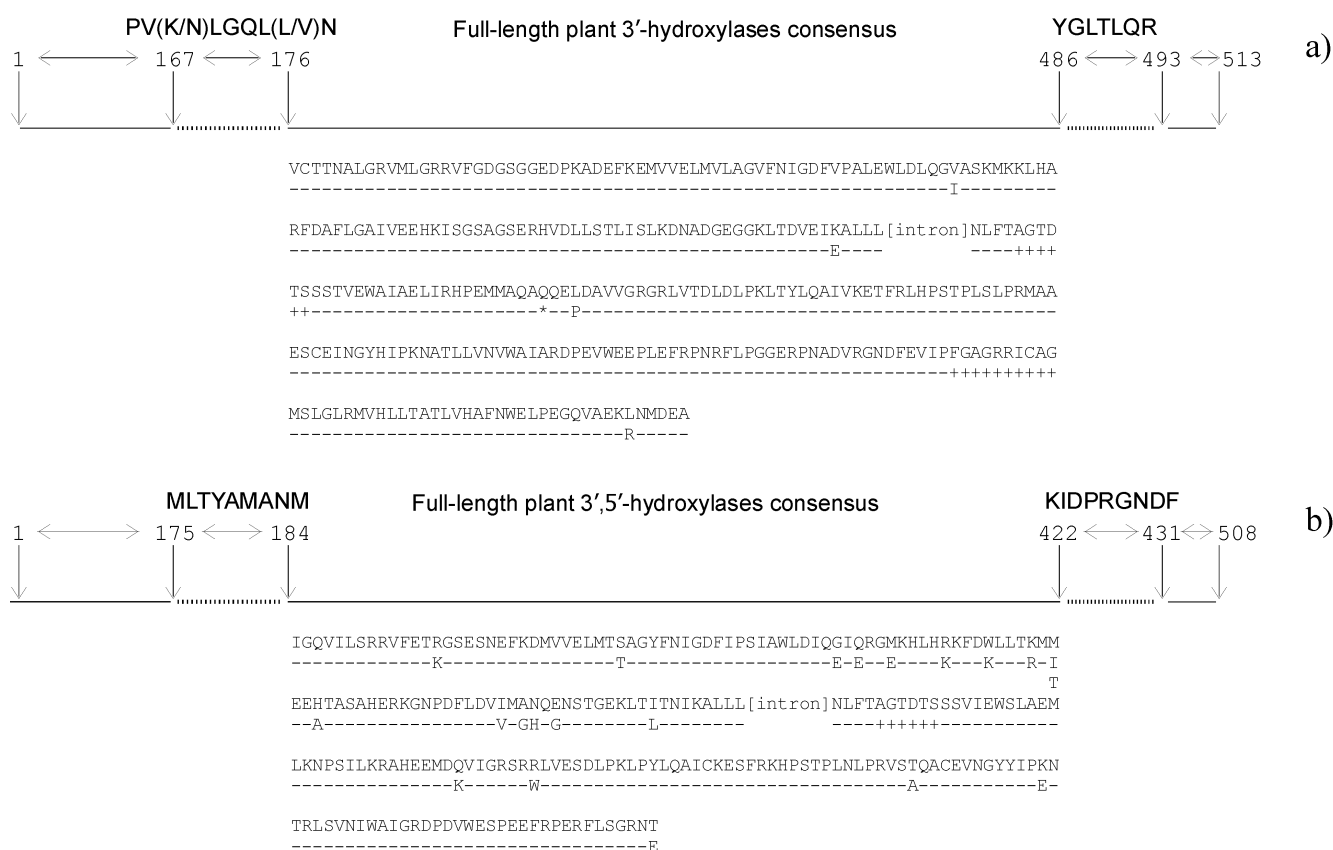 PV(K/N)LGQL(L/V)N Full-length plant 3′-hydroxylases consensus YGLTLQR
1 167 176 486 493 513 a)
VCTTNALGRVMLGRRVFGDGSGGEDPKADEFKEMVVELMVLAGVFNIGDFVPALEWLDLQGVASKMKKLHA
----------------------------------------------------------------I----------
RFDAFLGAIVEEHKISGSAGSERHVDLLSTLISLKDNADGEGGKLTDVEIKALLL[intron]NLFTAGTD
----------------------------------------------------E---- ----++++
TSSSTVEWAIAELIRHPEMMAQAQQELDAVVGRGRLVTDLDLPKLTYLQAIVKETFRLHPSTPLSLPRMAA
++----------------------*--P-----------------------------------------------
ESCEINGYHIPKNATLLVNVWAIARDPEVWEEPLEFRPNRFLPGGERPNADVRGNDFEVIPFGAGRRICAG
----------------------------------------------------------------++++++++++
MSLGLRMVHLLTATLVHAFNWELPEGQVAEKLNMDEA
--------------------------------R-----
MLTYAMANM Full-length plant 3′,5′-hydroxylases consensus KIDPRGNDF
1 175 184 422 431 508 b)
IGQVILSRRVFETRGSESNEFKDMVVELMTSAGYFNIGDFIPSIAWLDIQGIQRGMKHLHRKFDWLLTKMM
--------------K----------------T--------------------E-E--E----K---K---R-I
T
EEHTASAHERKGNPDFLDVIMANQENSTGEKLTITNIKALLL[intron]NLFTAGTDTSSSVIEWSLAEM
--A-----------------V-GH-G--------L-------- ----++++++-----------
LKNPSILKRAHEEMDQVIGRSRRLVESDLPKLPYLQAICKESFRKHPSTPLNLPRVSTQACEVNGYYIPKN
----------------K------W-----------------------------------A-----------E-
TRLSVNIWAIGRDPDVWESPEEFRPERFLSGRNT
----------------------------------E